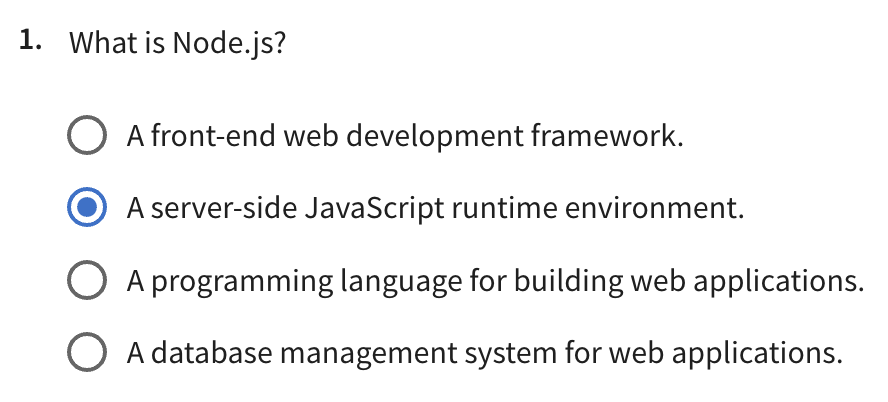 1. What is Node.js?
A front-end web development framework.
A server-side JavaScript runtime environment.
A programming language for building web applications.
A database management system for web applications.